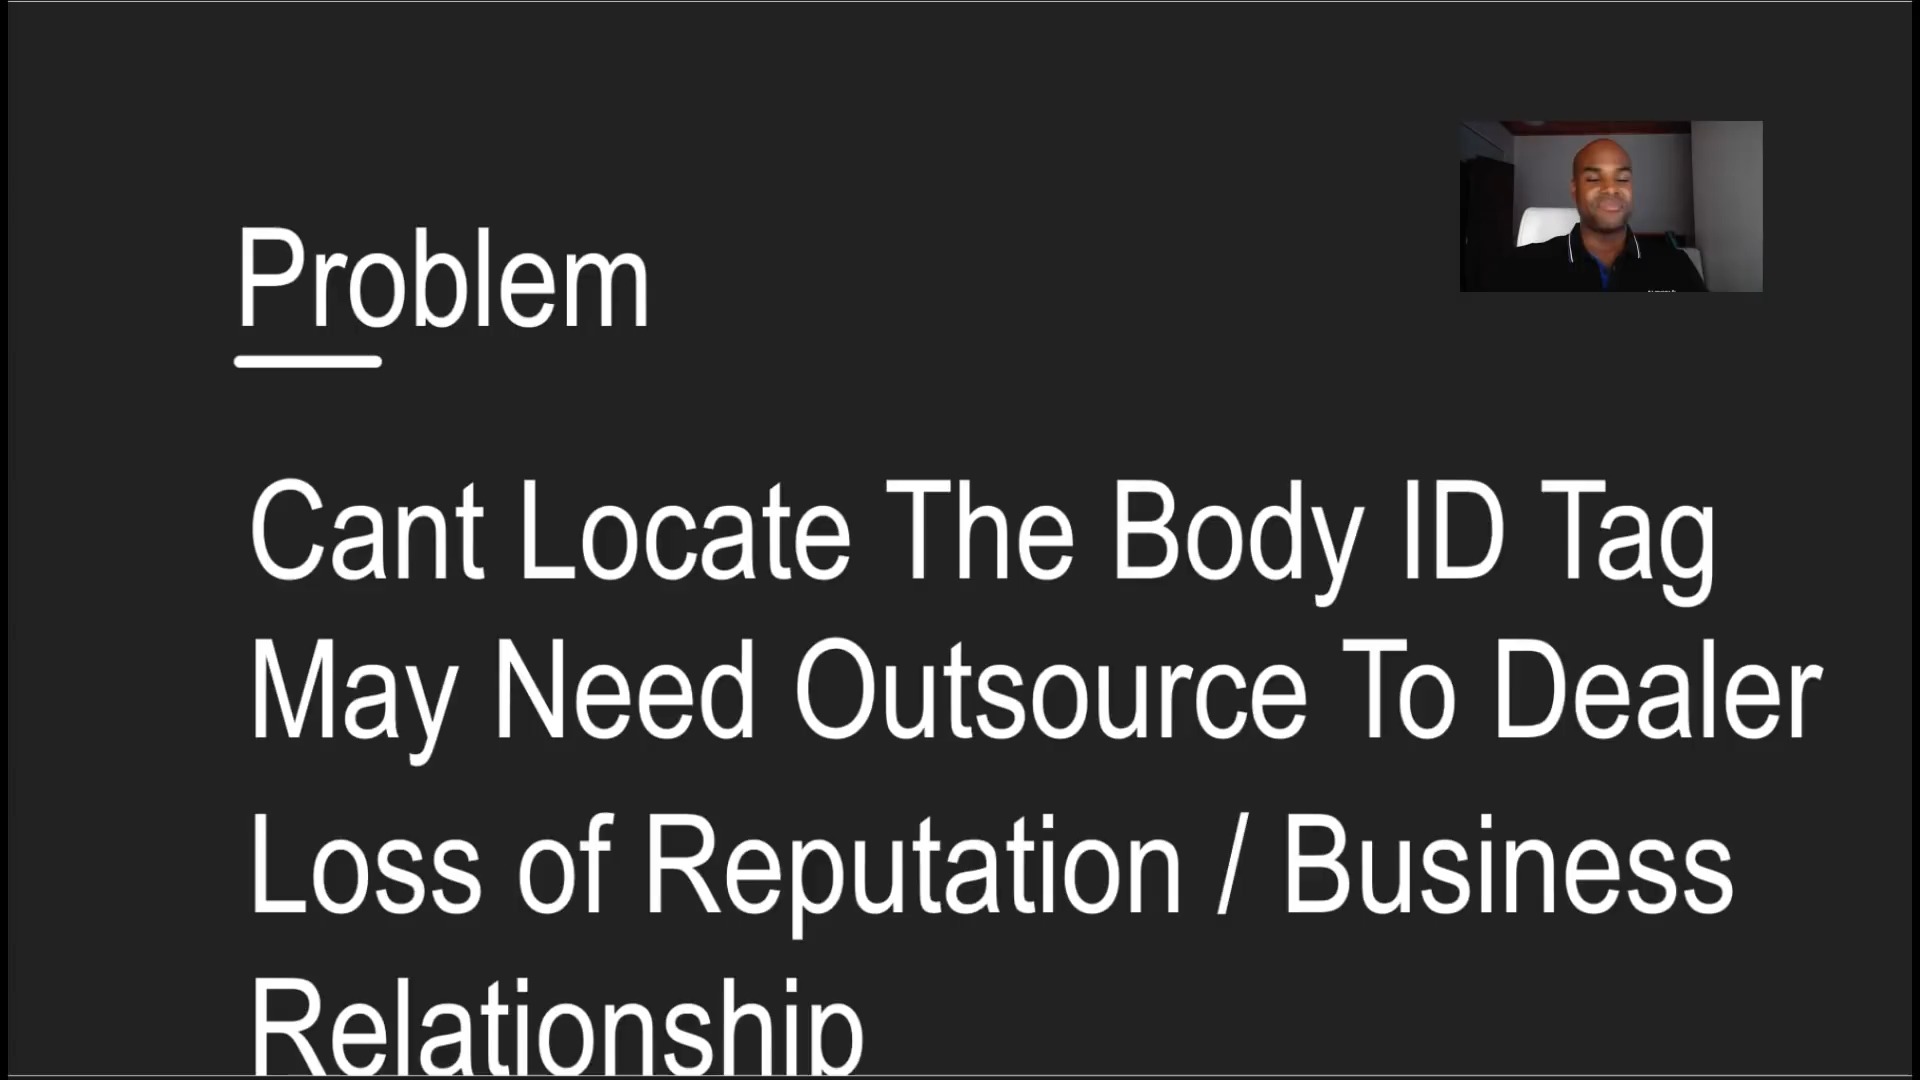 Problem
Cant Locate The Body ID Tag
May Need Outsource To Dealer
Loss of Reputation / Business
Relationship